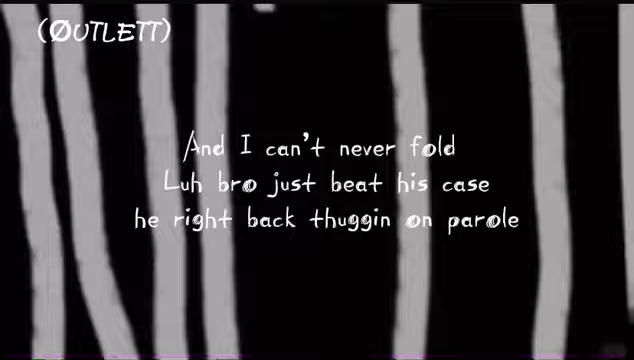 (ØUTLETT)
And I can't never fold
Luh bro just beat his case
he right back thuggin on parole